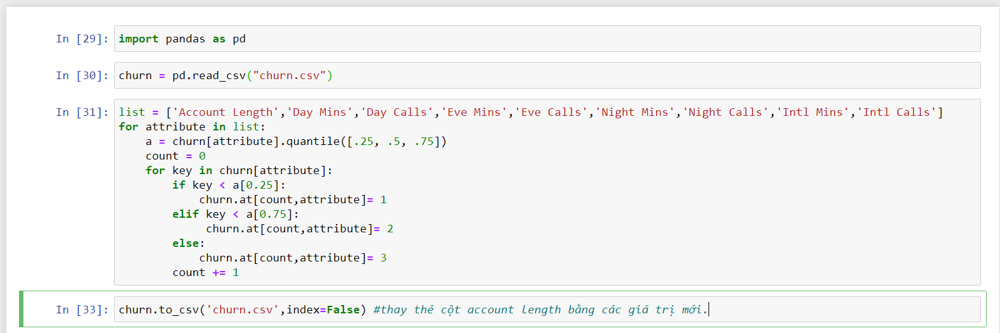 In [29]: import pandas as pd
In [30]: churn = pd.read_csv("churn.csv")
In [31]: list = ['Account Length','Day Mins','Day Calls','Eve Mins','Eve Calls','Night Mins','Night Calls','Intl Mins','Intl Calls']
for attribute in list:
    a = churn[attribute].quantile([.25, .5, .75])
    count = 0
    for key in churn[attribute]:
        if key < a[0.25]:
            churn.at[count,attribute]= 1
        elif key < a[0.75]:
             churn.at[count,attribute]= 2
        else:
            churn.at[count,attribute]= 3
        count += 1
In [33]: churn.to_csv('churn.csv',index=False) #thay thé cột account length bằng các giá trị mới.